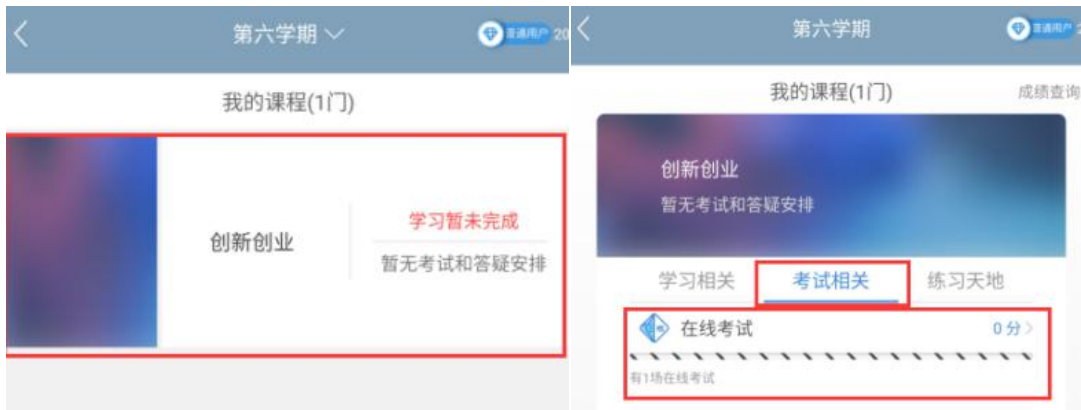 第六学期
普通用户
20
我的课程(1门)
创新创业
学习暂未完成
暂无考试和答疑安排
第六学期
普通用户
我的课程(1门)
成绩查询
创新创业
暂无考试和答疑安排
学习相关
考试相关
练习天地
在线考试
0分
有1场在线考试